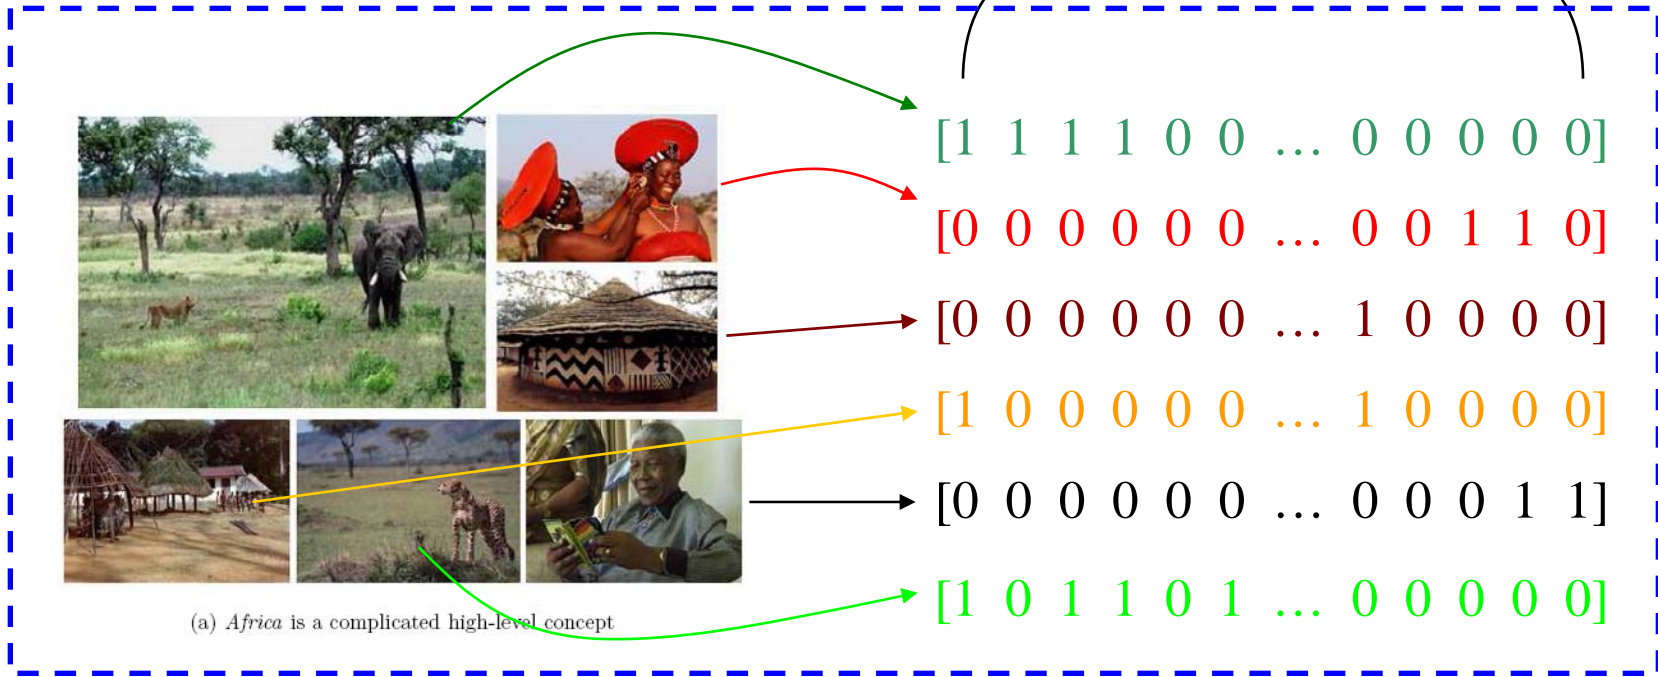 [1 1 1 1 0 0 … 0 0 0 0 0]
[0 0 0 0 0 0 … 0 0 1 1 0]
[0 0 0 0 0 0 … 1 0 0 0 0]
[1 0 0 0 0 0 … 1 0 0 0 0]
[0 0 0 0 0 0 … 0 0 0 1 1]
[1 0 1 1 0 1 … 0 0 0 0 0]
(a) Africa is a complicated high-level concept